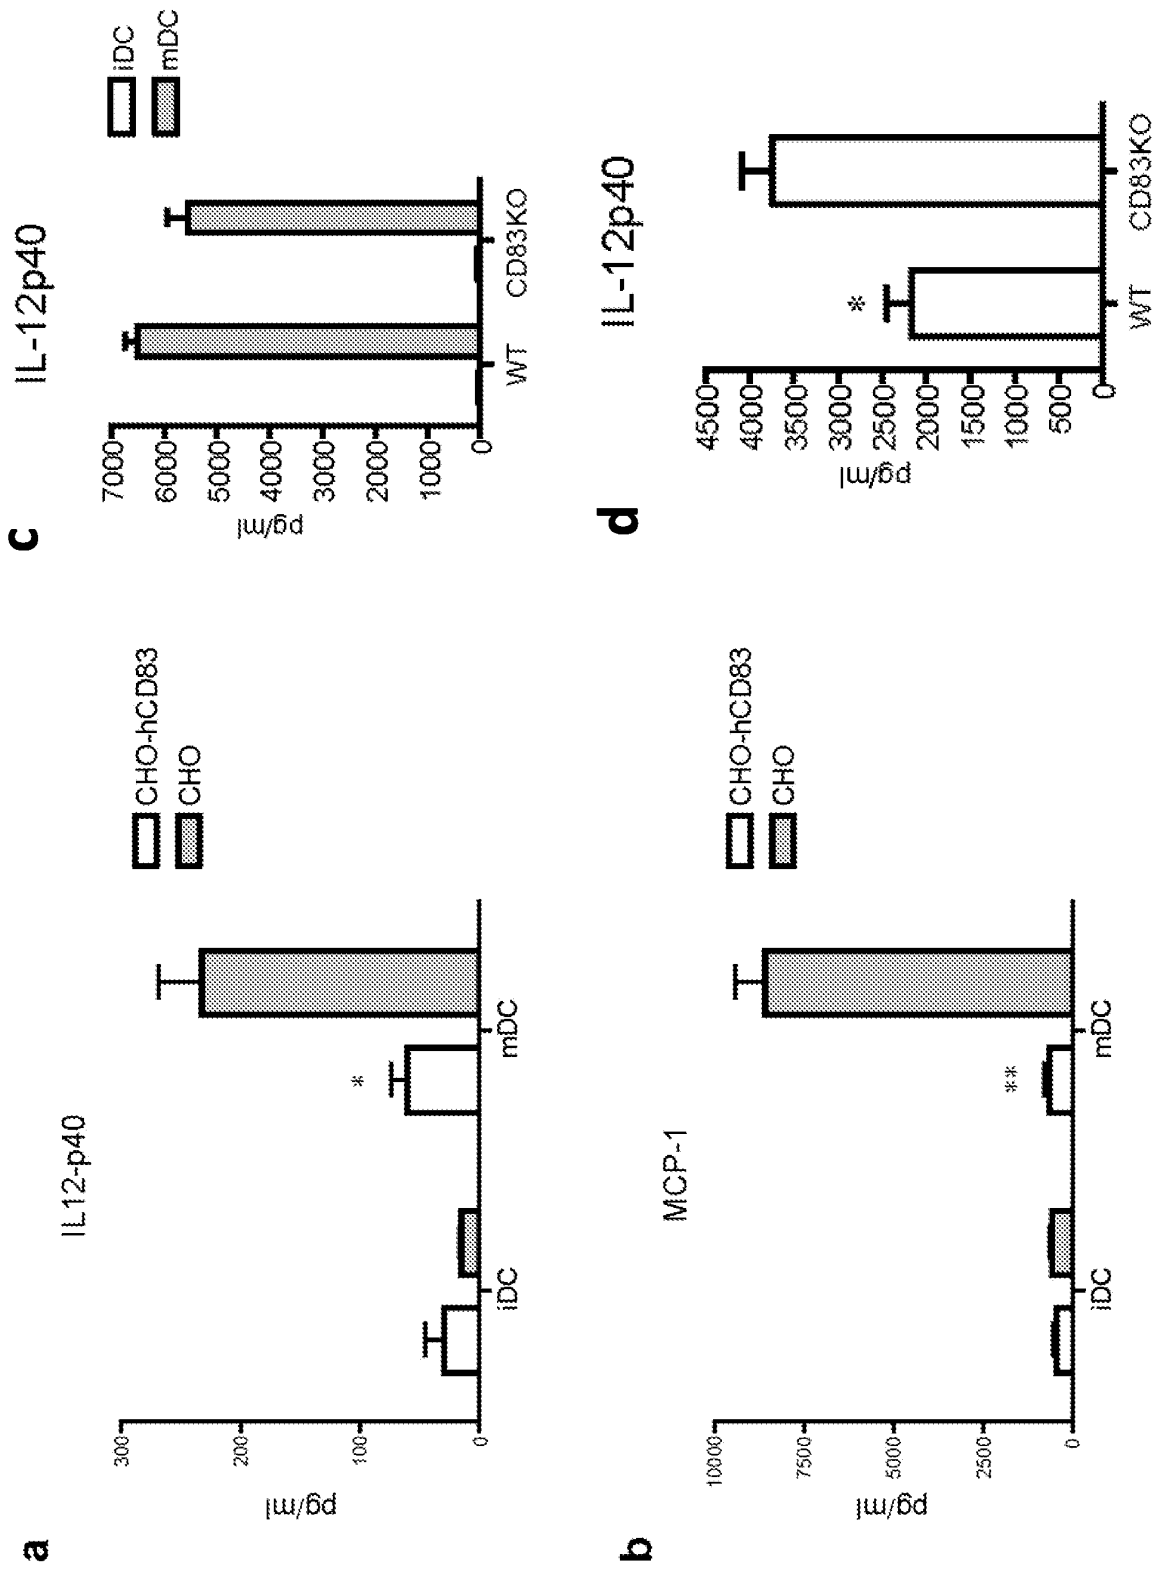 a
IL12-p40
pg/ml
300
200
100
0
iDC
mDC
*
CHO-hCD83
CHO
b
MCP-1
pg/ml
10000
7500
5000
2500
0
iDC
mDC
**
CHO-hCD83
CHO
c
IL-12p40
pg/ml
7000
6000
5000
4000
3000
2000
1000
0
WT
CD83KO
iDC
mDC
d
IL-12p40
pg/ml
4500
4000
3500
3000
2500
2000
1500
1000
500
0
WT
CD83KO
*